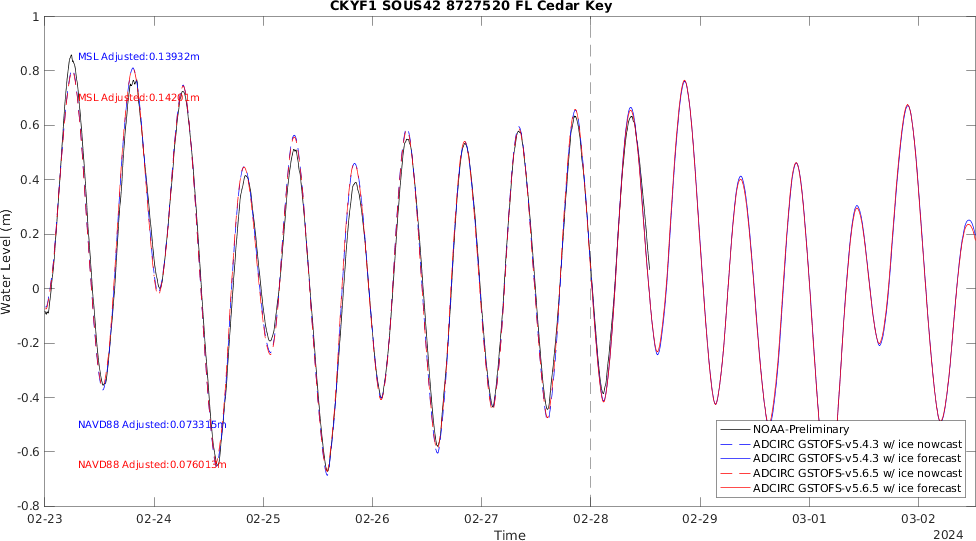 CKYF1 SOUS42 8727520 FL Cedar Key
1
0.8
0.6
0.4
0.2
0
-0.2
-0.4
-0.6
-0.8
Water Level (m)
MSL Adjusted:0.13932m
MSL Adjusted:0.14201m
NAVD88 Adjusted:0.073315m
NAVD88 Adjusted:0.076013m
NOAA-Preliminary
ADCIRC GSTOFS-v5.4.3 w/ ice nowcast
ADCIRC GSTOFS-v5.4.3 w/ ice forecast
ADCIRC GSTOFS-v5.6.5 w/ ice nowcast
ADCIRC GSTOFS-v5.6.5 w/ ice forecast
02-23 02-24 02-25 02-26 02-27 02-28 02-29 03-01 03-02
Time
2024